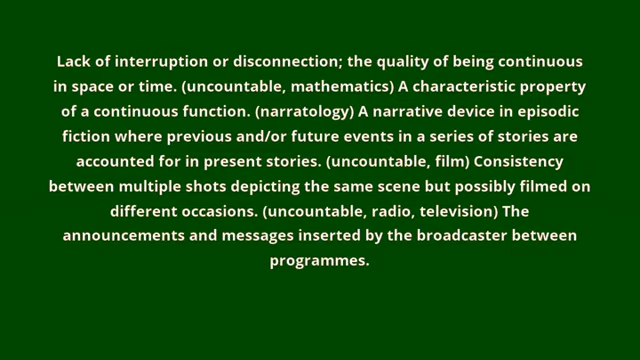 Lack of interruption or disconnection; the quality of being continuous
in space or time. (uncountable, mathematics) A characteristic property
of a continuous function. (narratology) A narrative device in episodic
fiction where previous and/or future events in a series of stories are
accounted for in present stories. (uncountable, film) Consistency
between multiple shots depicting the same scene but possibly filmed on
different occasions. (uncountable, radio, television) The
announcements and messages inserted by the broadcaster between
programmes.